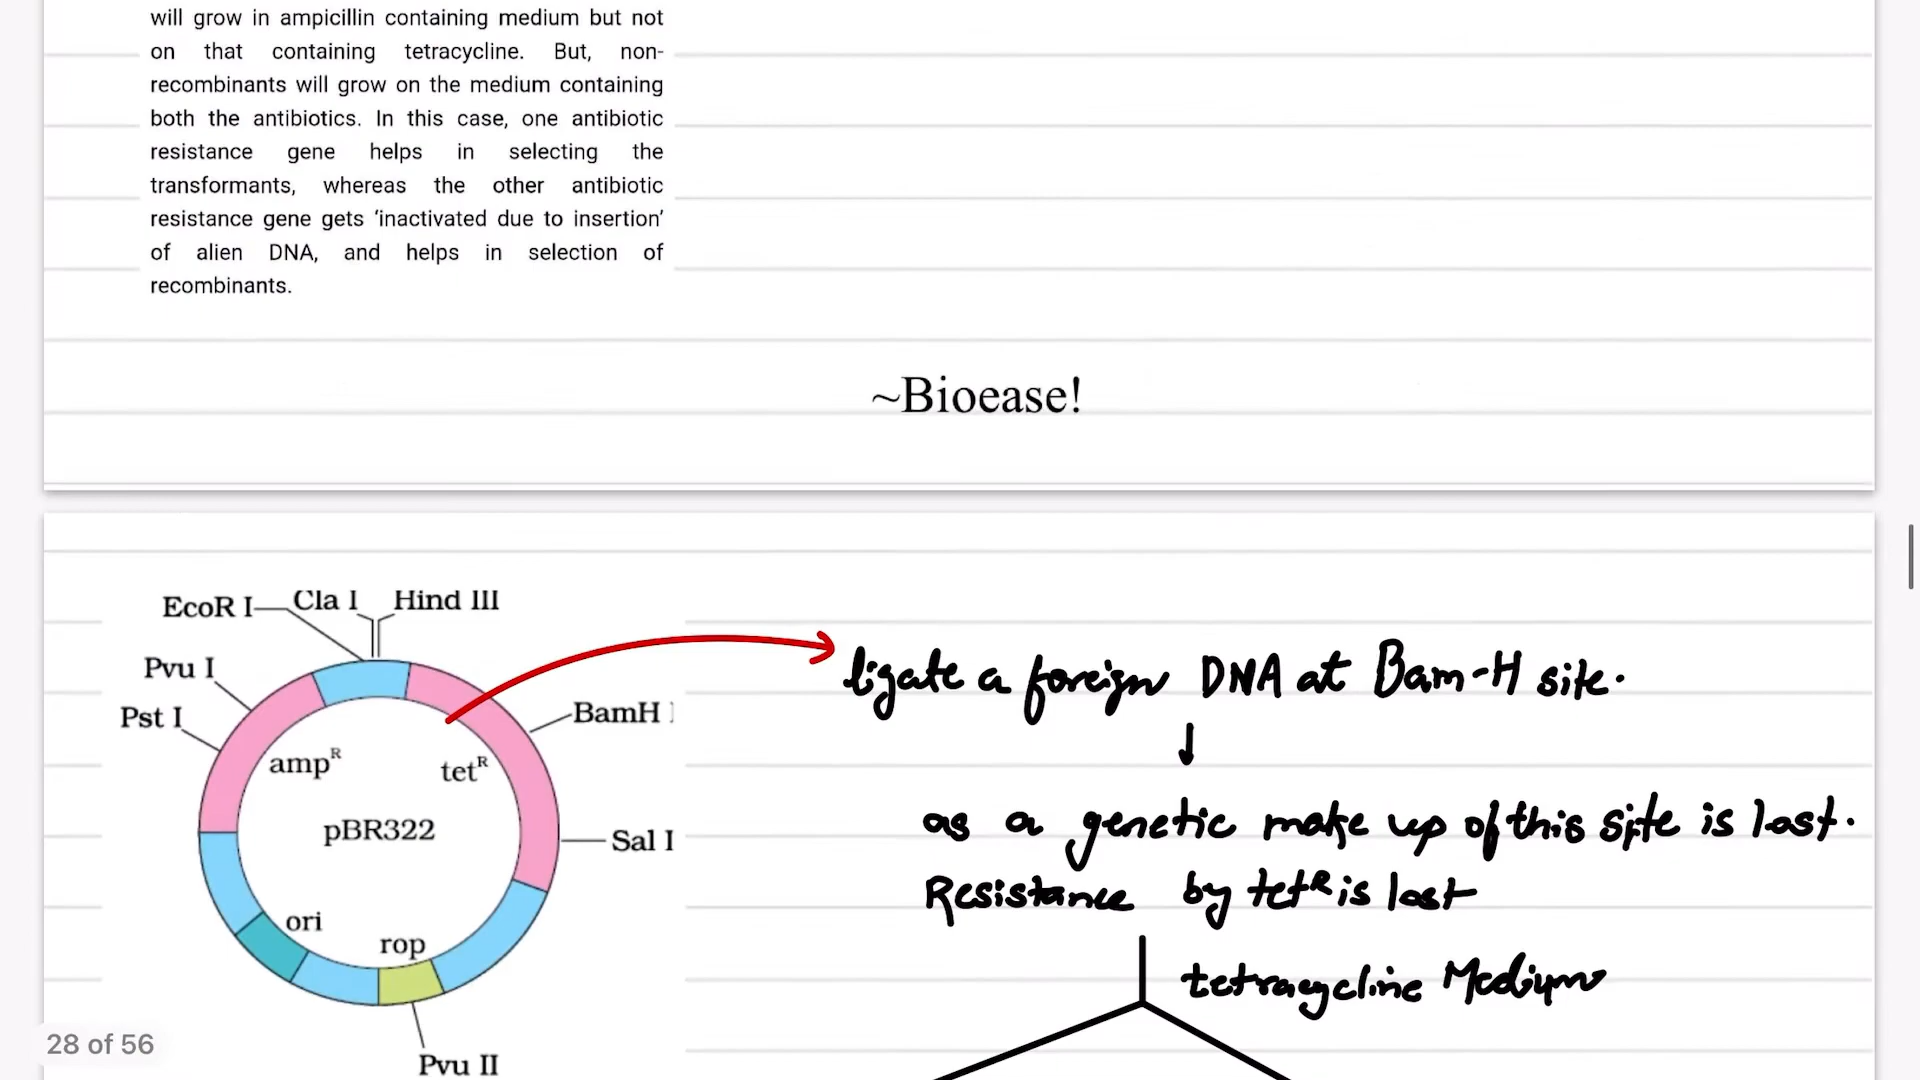 will grow in ampicillin containing medium but not
on that containing tetracycline. But, non-
recombinants will grow on the medium containing
both the antibiotics. In this case, one antibiotic
resistance gene helps in selecting the
transformants, whereas the other antibiotic
resistance gene gets ‘inactivated due to insertion’
of alien DNA, and helps in selection of
recombinants.
~Bioease!
EcoR I
Cla I
Hind III
Pvu I
Pst I
BamH I
amp^R
tet^R
pBR322
Sal I
ori
rop
Pvu II
ligate a foreign DNA at Bam-H site.
↓
as a genetic make up of this site is lost.
Resistance by tet^R is lost
tetracycline Medium
28 of 56